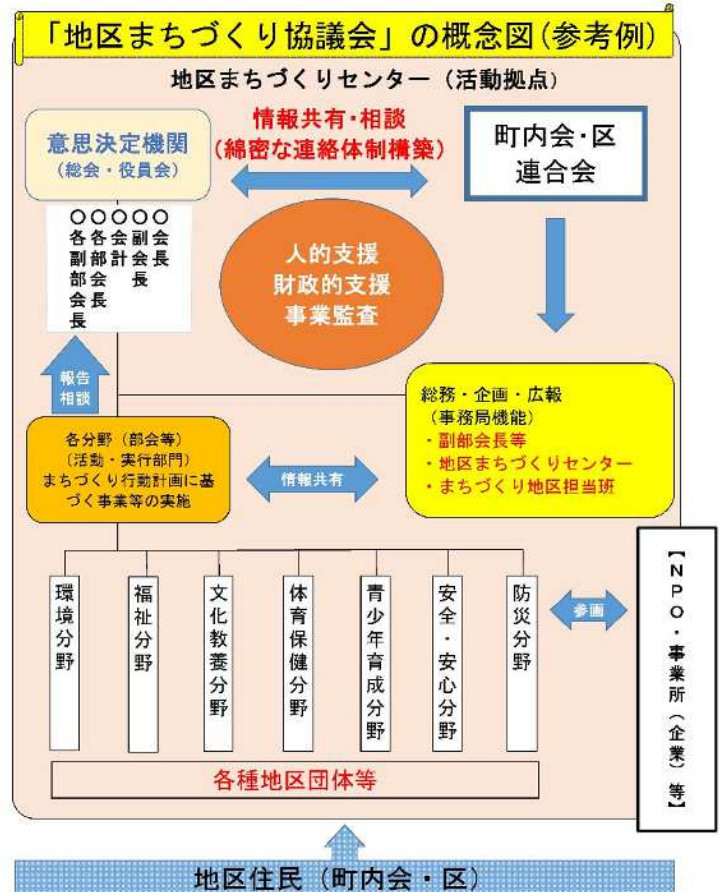 「地区まちづくり協議会」の概念図(参考例)
地区まちづくりセンター（活動拠点）
意思決定機関
（総会・役員会）
情報共有・相談
（綿密な連絡体制構築）
町内会・区
連合会
〇会長
〇副会長
〇会計
〇各部会長
〇各副部会長
人的支援
財政的支援
事業監査
報告
相談
各分野（部会等）
（活動・実行部門）
まちづくり行動計画に基
づく事業等の実施
情報共有
総務・企画・広報
（事務局機能）
・副部会長等
・地区まちづくりセンター
・まちづくり地区担当班
環境分野
福祉分野
文化教養分野
体育保健分野
青少年育成分野
安全・安心分野
防災分野
参画
【NPO・事業所（企業）等】
各種地区団体等
地区住民（町内会・区）